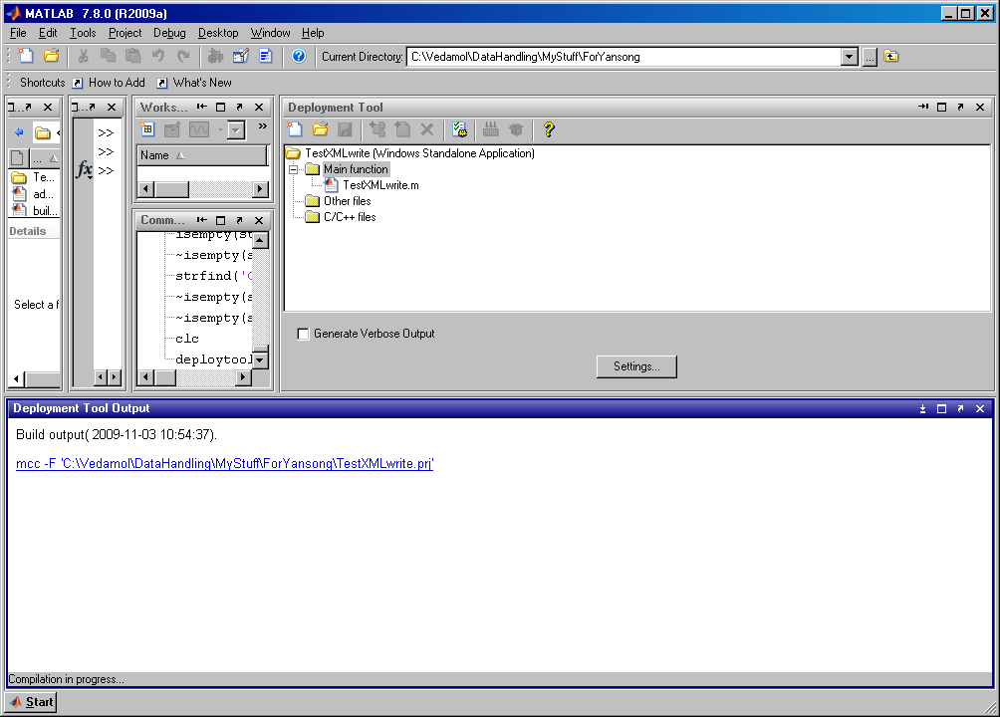 MATLAB 7.8.0 (R2009a)
File Edit Tools Project Debug Desktop Window Help
Current Directory: C:\Vedamol\DataHandling\MyStuff\ForYansong ...
Shortcuts How to Add What's New
Works...
Deployment Tool
>>
>>
>>
fx
...
Te...
ad...
buil...
Details
Select a f
Name
Comm...
isempty(st
~isempty(s
strfind('C
~isempty(s
~isempty(s
clc
deploytool
TestXMLwrite (Windows Standalone Application)
Main function
TestXMLwrite.m
Other files
C/C++ files
Generate Verbose Output
Settings...
Deployment Tool Output
Build output( 2009-11-03 10:54:37).
mcc -F 'C:\Vedamol\DataHandling\MyStuff\ForYansong\TestXMLwrite.prj'
Compilation in progress...
Start